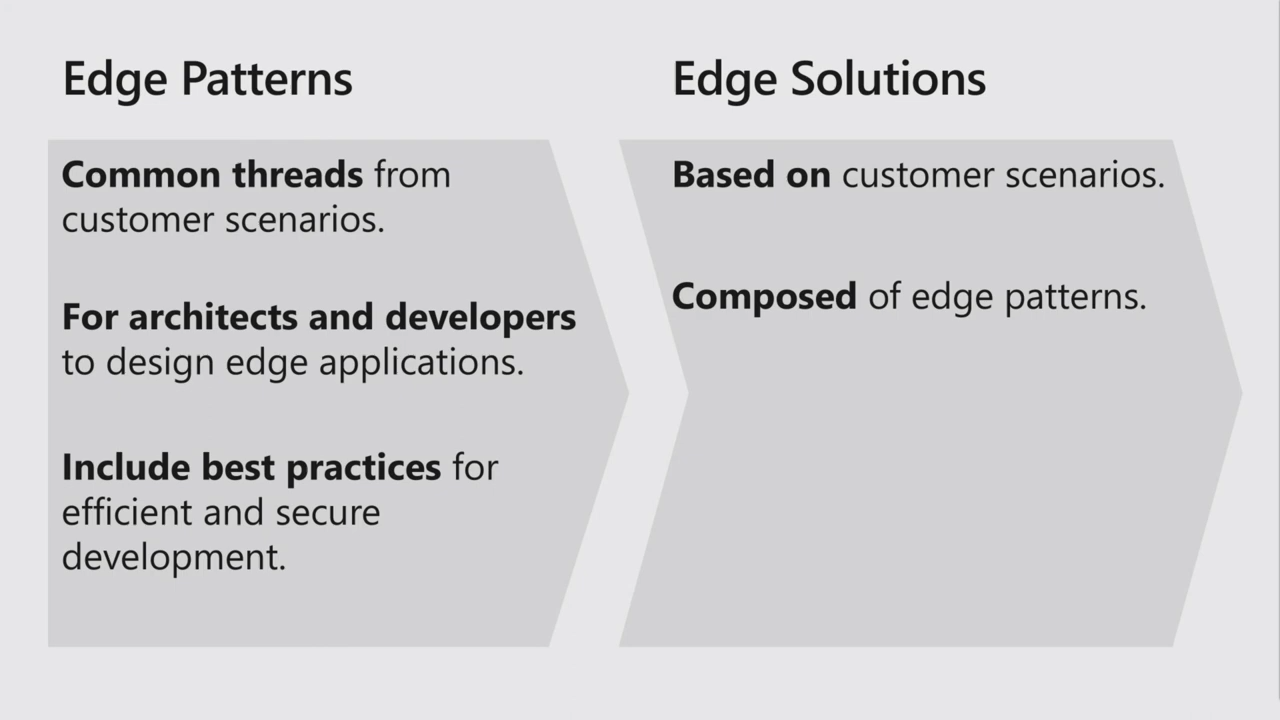 Edge Patterns
Common threads from
customer scenarios.
For architects and developers
to design edge applications.
Include best practices for
efficient and secure
development.
Edge Solutions
Based on customer scenarios.
Composed of edge patterns.